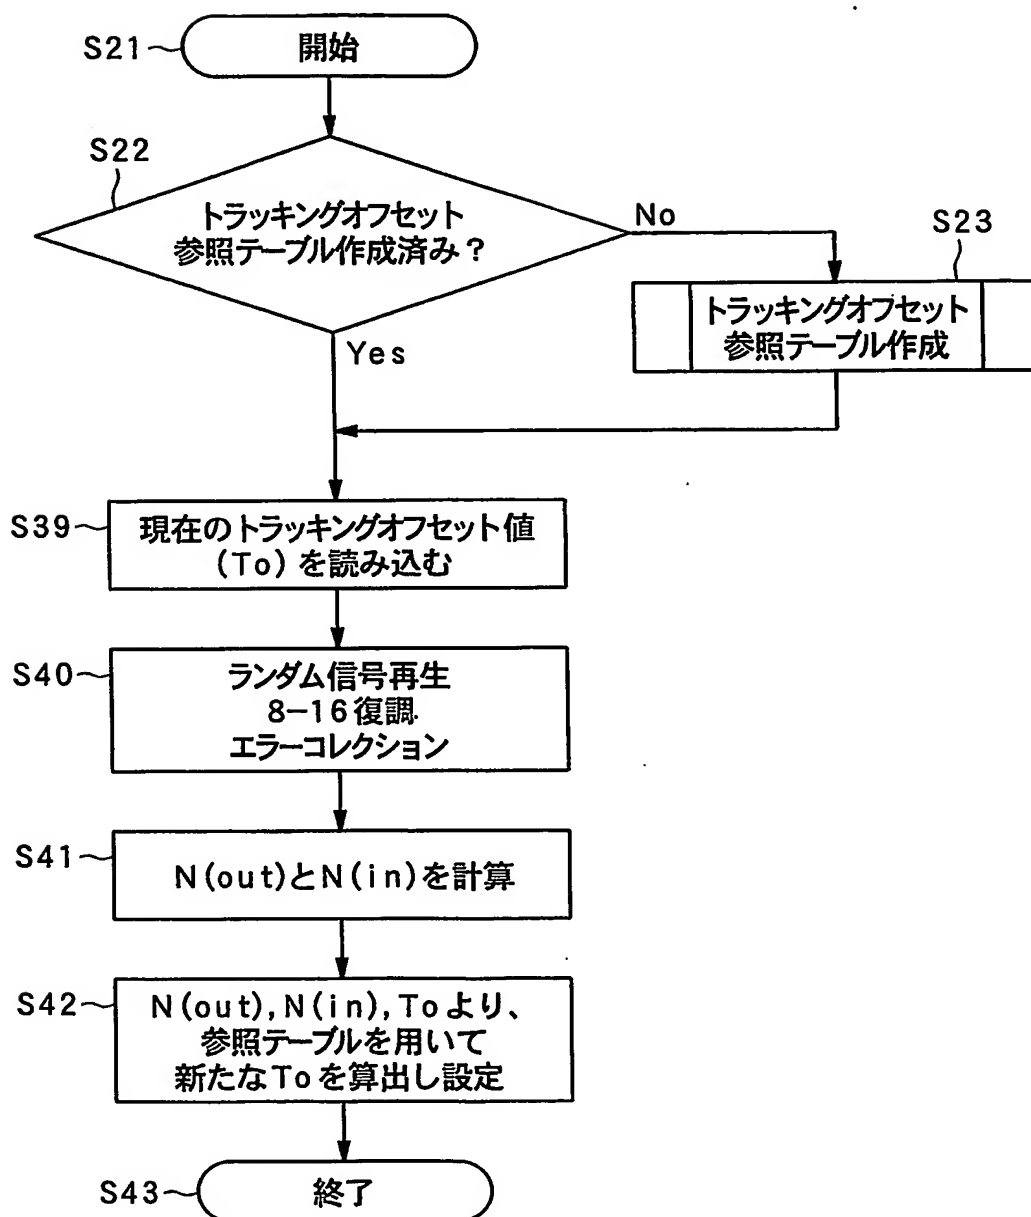 S21
開始
S22
トラッキングオフセット
参照テーブル作成済み？
No
S23
トラッキングオフセット
参照テーブル作成
Yes
S39
現在のトラッキングオフセット値
(To)を読み込む
S40
ランダム信号再生
8-16復調
エラーコレクション
S41
N(out)とN(in)を計算
S42
N(out),N(in),Toより、
参照テーブルを用いて
新たなToを算出し設定
S43
終了